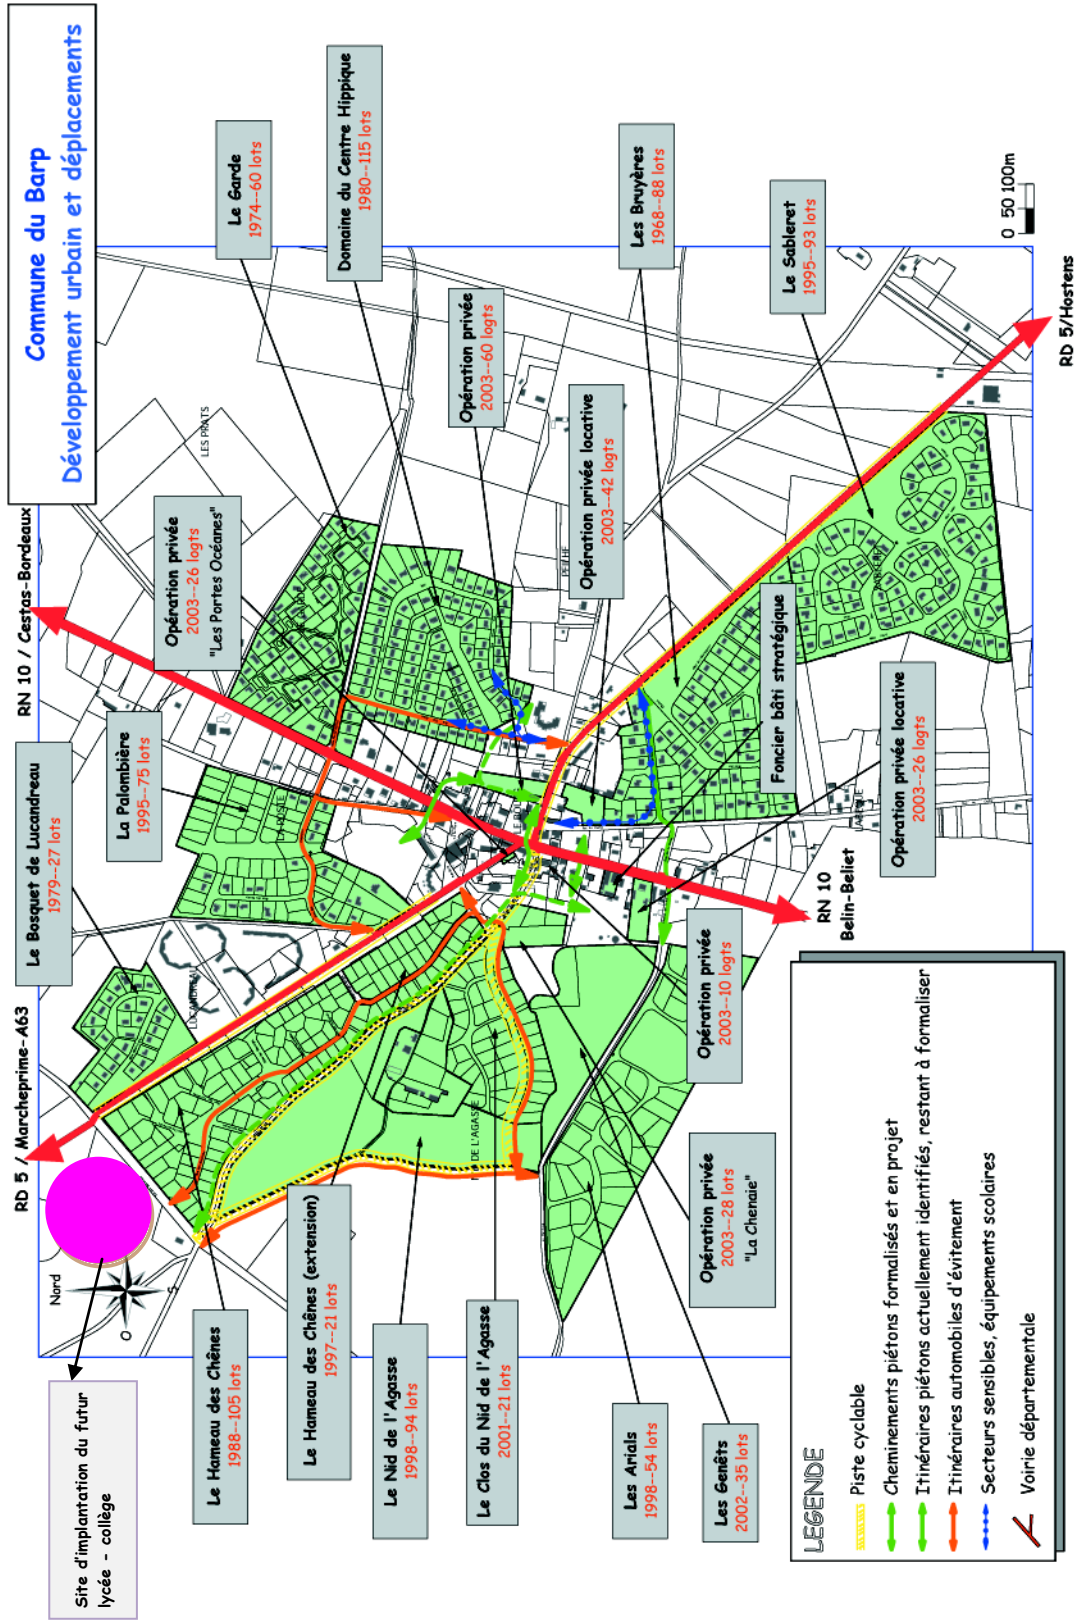 Commune du Barp
Développement urbain et déplacements
Site d'implantation du futur
lycée - collège
Nord
O
S
RD 5 / Marcheprime-A63
Le Bosquet de Lucandreau
1979--27 lots
La Palombière
1995--75 lots
RN 10 / Cestas-Bordeaux
Opération privée
2003--26 logts
"Les Portes Océanes"
Le Garde
1974--60 lots
Domaine du Centre Hippique
1980--115 lots
Opération privée
2003--60 logts
Opération privée locative
2003--42 logts
Les Bruyères
1968--88 lots
Le Sableret
1995--93 lots
0 50 100m
RD 5/Hostens
LES PRATS
LUCANDREAU
DE L'AGASSE
Foncier bâti stratégique
Opération privée locative
2003--26 logts
RN 10
Belin-Beliet
Opération privée
2003--10 logts
Opération privée
2003--28 lots
"La Chenaie"
Le Hameau des Chênes
1988--105 lots
Le Hameau des Chênes (extension)
1997--21 lots
Le Nid de l'Agasse
1998--94 lots
Le Clos du Nid de l'Agasse
2001--21 lots
Les Arials
1998--54 lots
Les Genêts
2002--35 lots
LEGENDE
Piste cyclable
Cheminements piétons formalisés et en projet
Itinéraires piétons actuellement identifiés, restant à formaliser
Itinéraires automobiles d'évitement
Secteurs sensibles, équipements scolaires
Voirie départementale